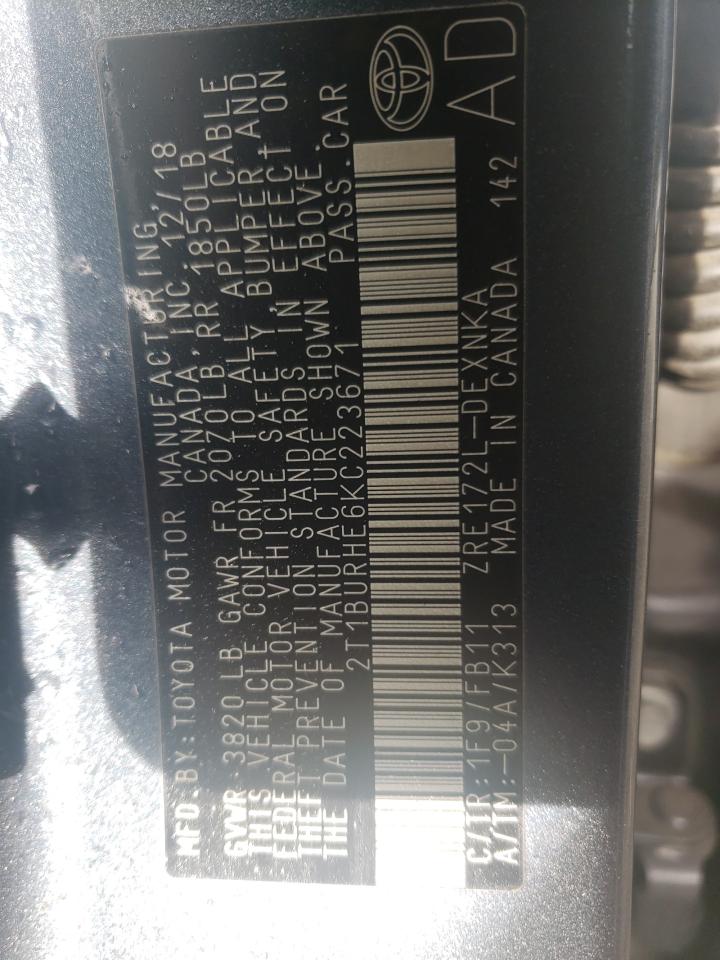 MFD. BY: TOYOTA MOTOR MANUFACTURING,
CANADA, INC. 12/18
GVWR 3820 LB GAWR FR 2070LB, RR 1850LB
THIS VEHICLE CONFORMS TO ALL APPLICABLE
FEDERAL MOTOR VEHICLE SAFETY, BUMPER AND
THEFT PREVENTION STANDARDS IN EFFECT ON
THE DATE OF MANUFACTURE SHOWN ABOVE.
2T1BURHE6KC223671 PASS.CAR
C/TR: 1F9/FB11 ZRE172L-DEXNKA
A/TM: -04A/K313 MADE IN CANADA 142
AD